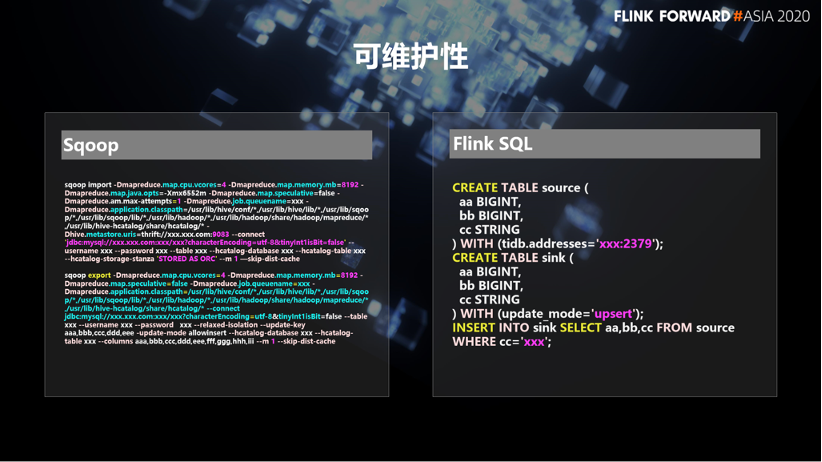 FLINK FORWARD #ASIA 2020
可维护性
Sqoop
sqoop import -Dmapreduce.map.cpu.vcores=4 -Dmapreduce.map.memory.mb=8192 -
Dmapreduce.map.java.opts=-Xmx6552m -Dmapreduce.map.speculative=false -
Dmapreduce.am.max-attempts=1 -Dmapreduce.job.queuename=xxx -
Dmapreduce.application.classpath=/usr/lib/hive/conf/*,/usr/lib/hive/lib/*,/usr/lib/sqoo
p/*,/usr/lib/sqoop/lib/*,/usr/lib/hadoop/*,/usr/lib/hadoop/share/hadoop/mapreduce/*
,/usr/lib/hive-hcatalog/share/hcatalog/* -
Dhive.metastore.uris=thrift://xxx.xxx.com:9083 --connect
'jdbc:mysql://xxx.xxx.com:xxx/xxx?characterEncoding=utf-8&tinyInt1isBit=false' --
username xxx --password xxx --table xxx --hcatalog-database xxx --hcatalog-table xxx
--hcatalog-storage-stanza 'STORED AS ORC' --m 1 —skip-dist-cache
sqoop export -Dmapreduce.map.cpu.vcores=4 -Dmapreduce.map.memory.mb=8192 -
Dmapreduce.map.speculative=false -Dmapreduce.job.queuename=xxx -
Dmapreduce.application.classpath=/usr/lib/hive/conf/*,/usr/lib/hive/lib/*,/usr/lib/sqoo
p/*,/usr/lib/sqoop/lib/*,/usr/lib/hadoop/*,/usr/lib/hadoop/share/hadoop/mapreduce/*
,/usr/lib/hive-hcatalog/share/hcatalog/* --connect
jdbc:mysql://xxx.xxx.com:xxx/xxx?characterEncoding=utf-8&tinyInt1isBit=false --table
xxx --username xxx --password xxx --relaxed-isolation --update-key
aaa,bbb,ccc,ddd,eee -update-mode allowinsert --hcatalog-database xxx --hcatalog-
table xxx --columns aaa,bbb,ccc,ddd,eee,fff,ggg,hhh,iii --m 1 --skip-dist-cache
Flink SQL
CREATE TABLE source (
aa BIGINT,
bb BIGINT,
cc STRING
) WITH (tidb.addresses='xxx:2379');
CREATE TABLE sink (
aa BIGINT,
bb BIGINT,
cc STRING
) WITH (update_mode='upsert');
INSERT INTO sink SELECT aa,bb,cc FROM source
WHERE cc='xxx';